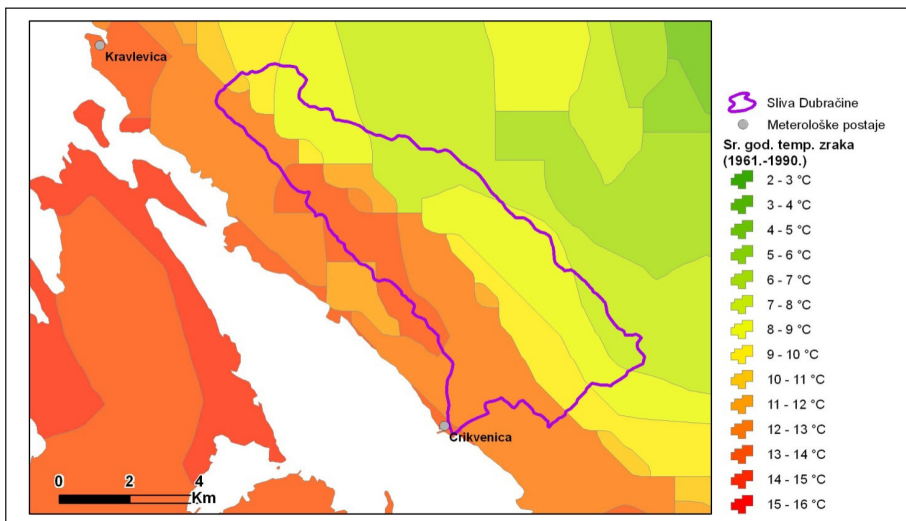 Kravlevica
Crikvenica
0 2 4
Km
Sliva Dubračine
Meterološke postaje
Sr. god. temp. zraka
(1961.-1990.)
2 - 3 °C
3 - 4 °C
4 - 5 °C
5 - 6 °C
6 - 7 °C
7 - 8 °C
8 - 9 °C
9 - 10 °C
10 - 11 °C
11 - 12 °C
12 - 13 °C
13 - 14 °C
14 - 15 °C
15 - 16 °C